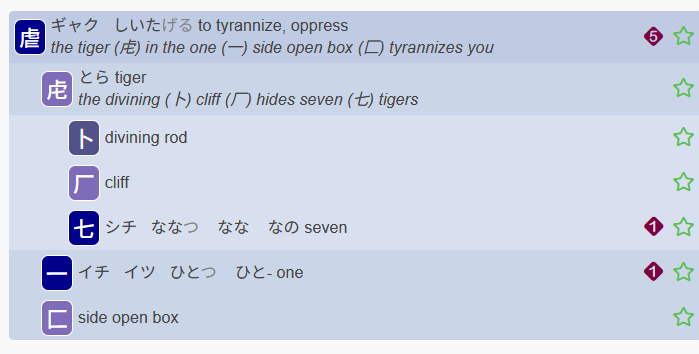 虐 ギャク しいたげる to tyrannize, oppress 5
the tiger (虍) in the one (一) side open box (匚) tyrannizes you
虍 とら tiger
the divining (卜) cliff (厂) hides seven (七) tigers
卜 divining rod
厂 cliff
七 シチ ななつ なな なの seven 1
一 イチ イツ ひとつ ひと- one 1
匚 side open box